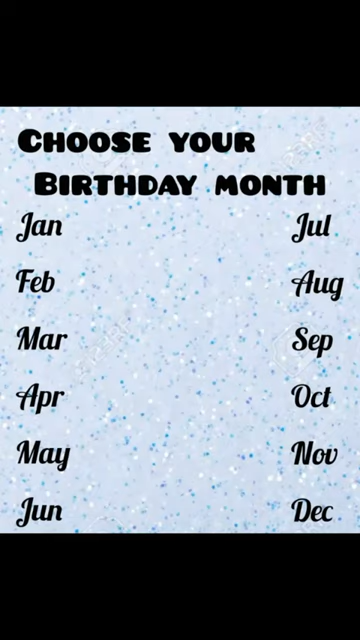 Choose your
Birthday month
Jan
Feb
Mar
Apr
May
Jun
Jul
Aug
Sep
Oct
Nov
Dec